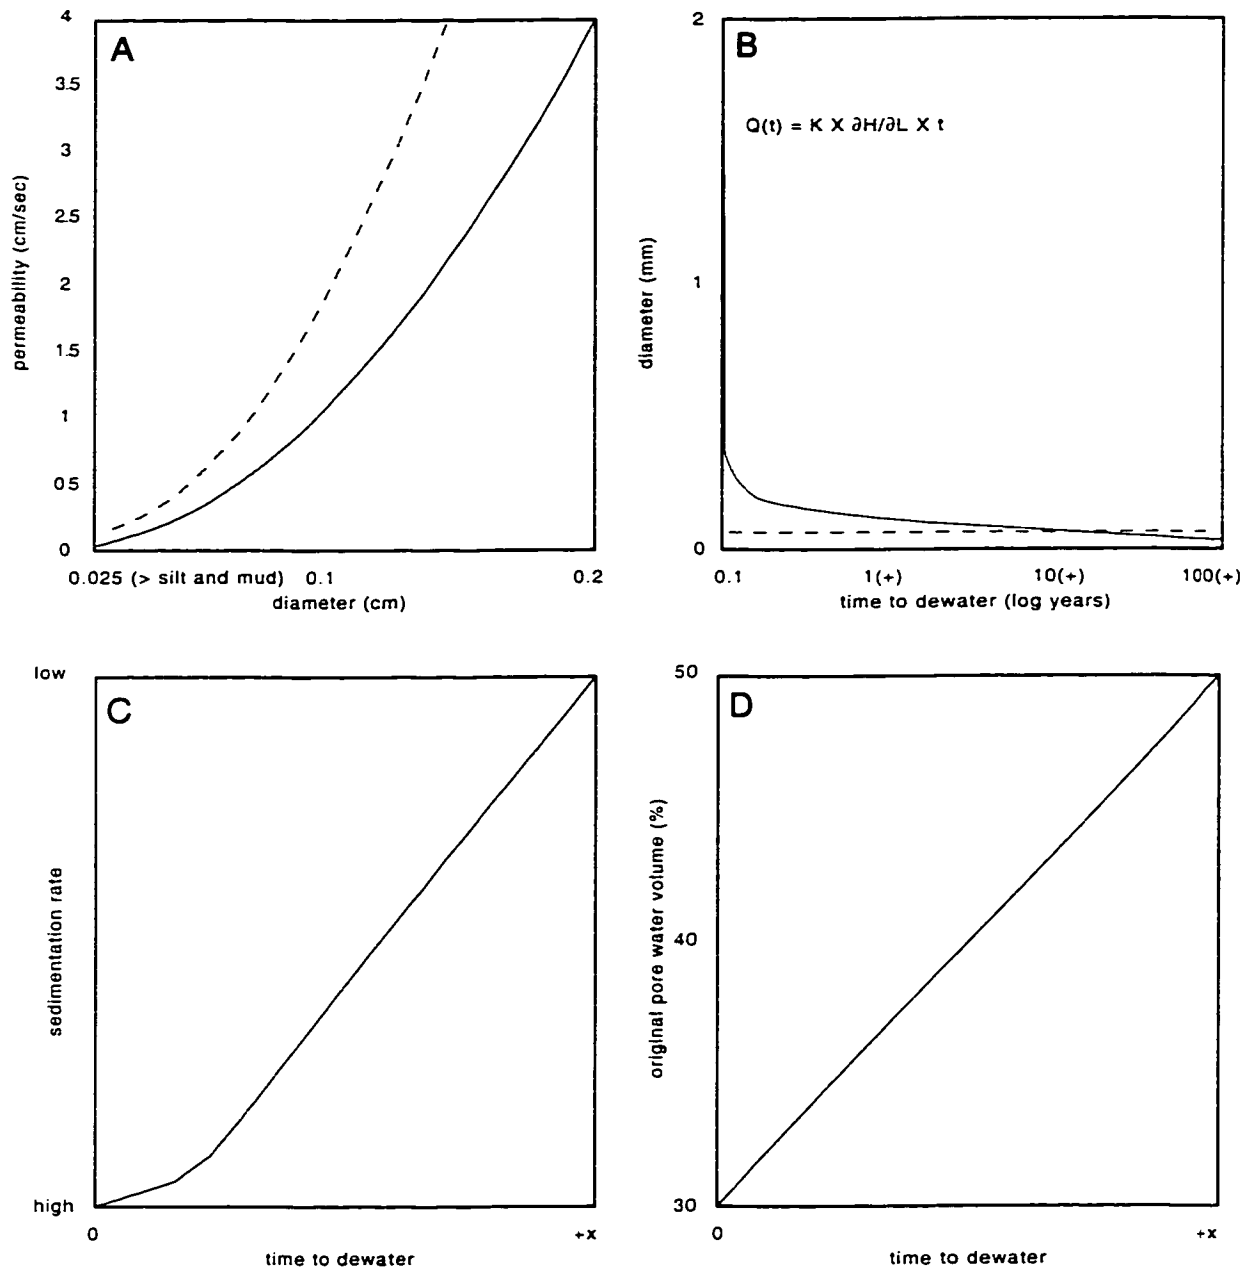 A
4
3.5
3
2.5
2
1.5
1
0.5
0
permeability (cm/sec)
0.025 (> silt and mud) 0.1 0.2
diameter (cm)
B
2
1
0
diameter (mm)
Q(t) = K X ∂H/∂L X t
0.1 1(+) 10(+) 100(+)
time to dewater (log years)
C
low
high
sedimentation rate
0 +x
time to dewater
D
50
40
30
original pore water volume (%)
0 +x
time to dewater